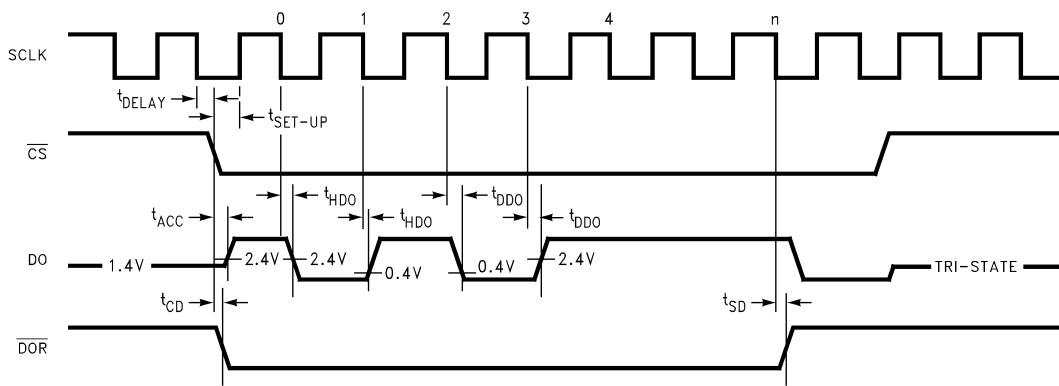 0 1 2 3 4 n
SCLK
tDELAY
tSET-UP
CS
tHDO tHDO tDDO tDDO
tACC
DO 1.4V 2.4V 2.4V 0.4V 0.4V 2.4V TRI-STATE
tCD tSD
DOR